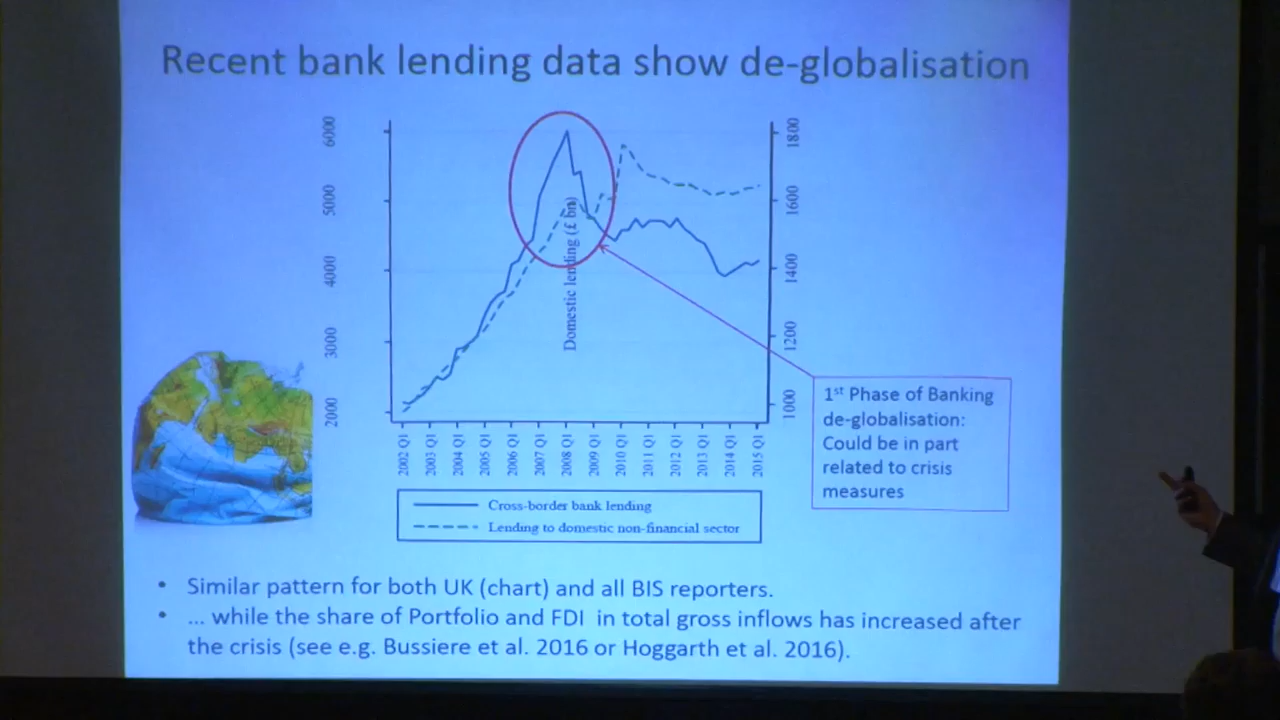 Recent bank lending data show de-globalisation
6000
5000
4000
3000
2000
Domestic lending (£ bn)
1800
1600
1400
1200
1000
2002 Q1
2003 Q1
2004 Q1
2005 Q1
2006 Q1
2007 Q1
2008 Q1
2009 Q1
2010 Q1
2011 Q1
2012 Q1
2013 Q1
2014 Q1
2015 Q1
Cross-border bank lending
Lending to domestic non-financial sector
1st Phase of Banking
de-globalisation:
Could be in part
related to crisis
measures
• Similar pattern for both UK (chart) and all BIS reporters.
• ... while the share of Portfolio and FDI in total gross inflows has increased after
the crisis (see e.g. Bussiere et al. 2016 or Hoggarth et al. 2016).